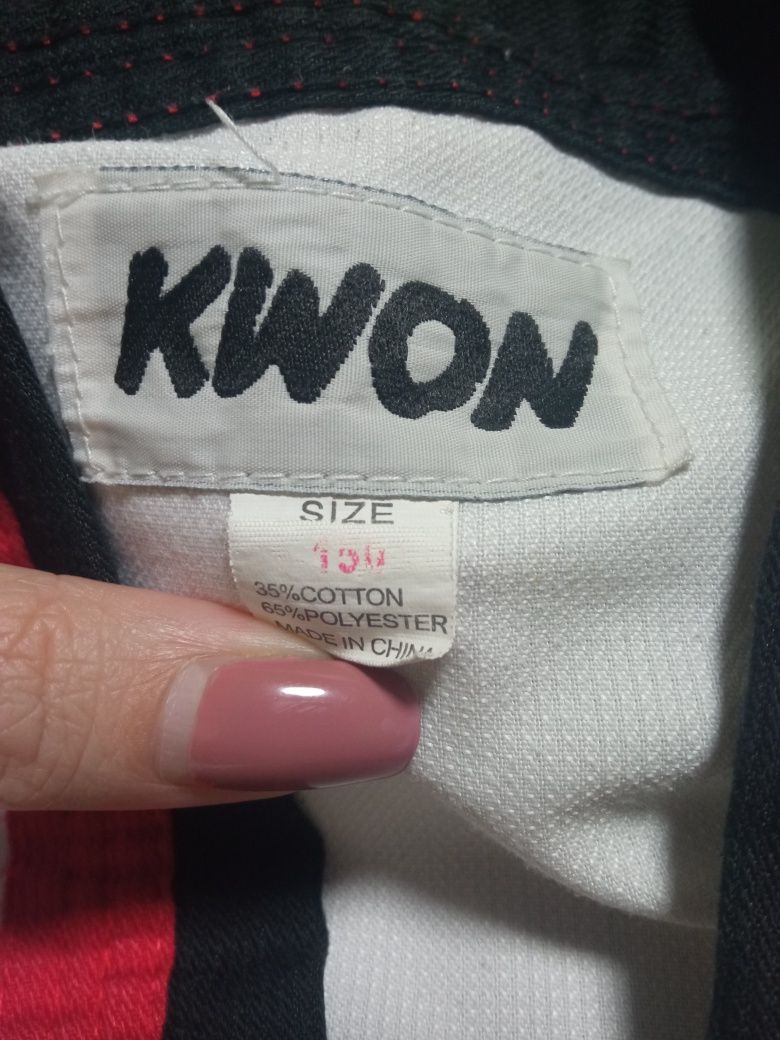 KWON
SIZE
150
35%COTTON
65%POLYESTER
MADE IN CHINA